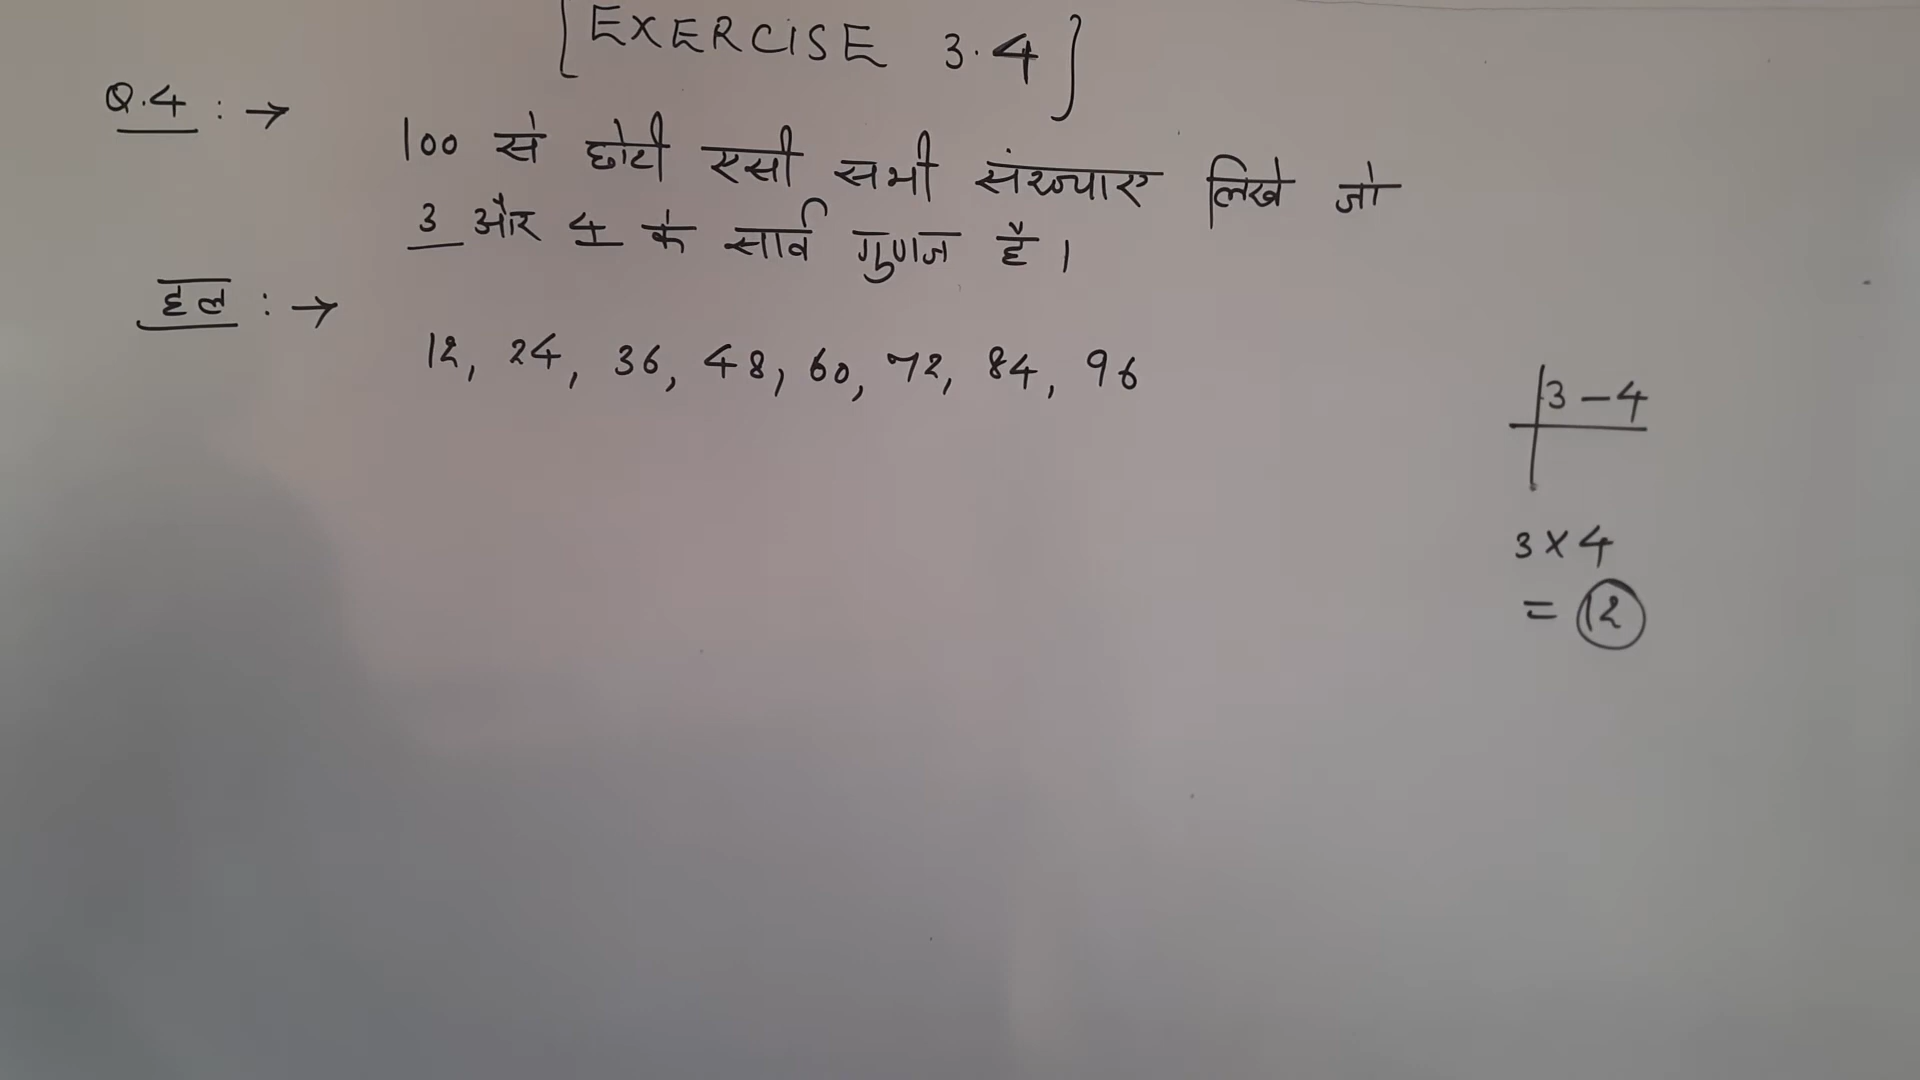 [EXERCISE 3.4]
Q.4 :→ 100 से छोटी एसी सभी संख्याए लिखे जो
3 और 4 के सार्व गुणज है।
हल :→
12, 24, 36, 48, 60, 72, 84, 96
3 – 4
3 × 4
= 12